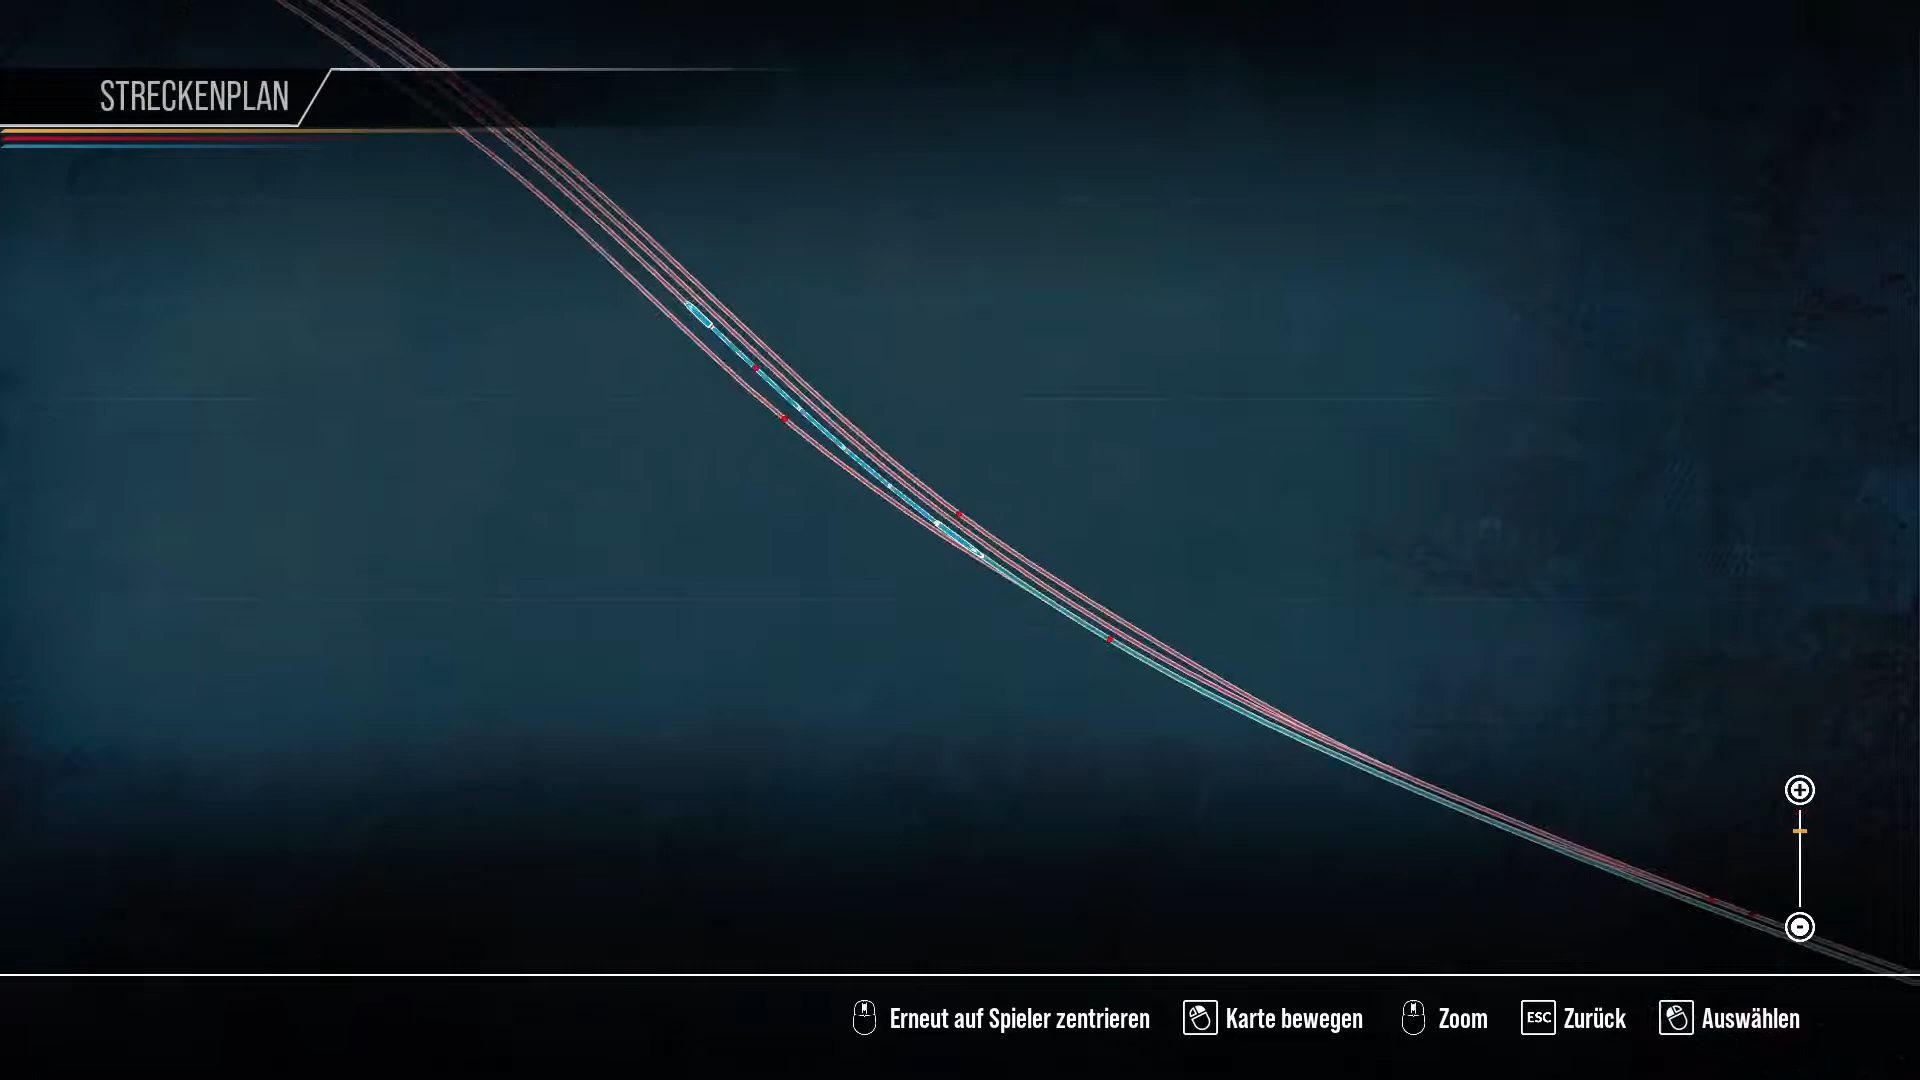 STRECKENPLAN
Erneut auf Spieler zentrieren
Karte bewegen
Zoom
ESC Zurück
Auswählen